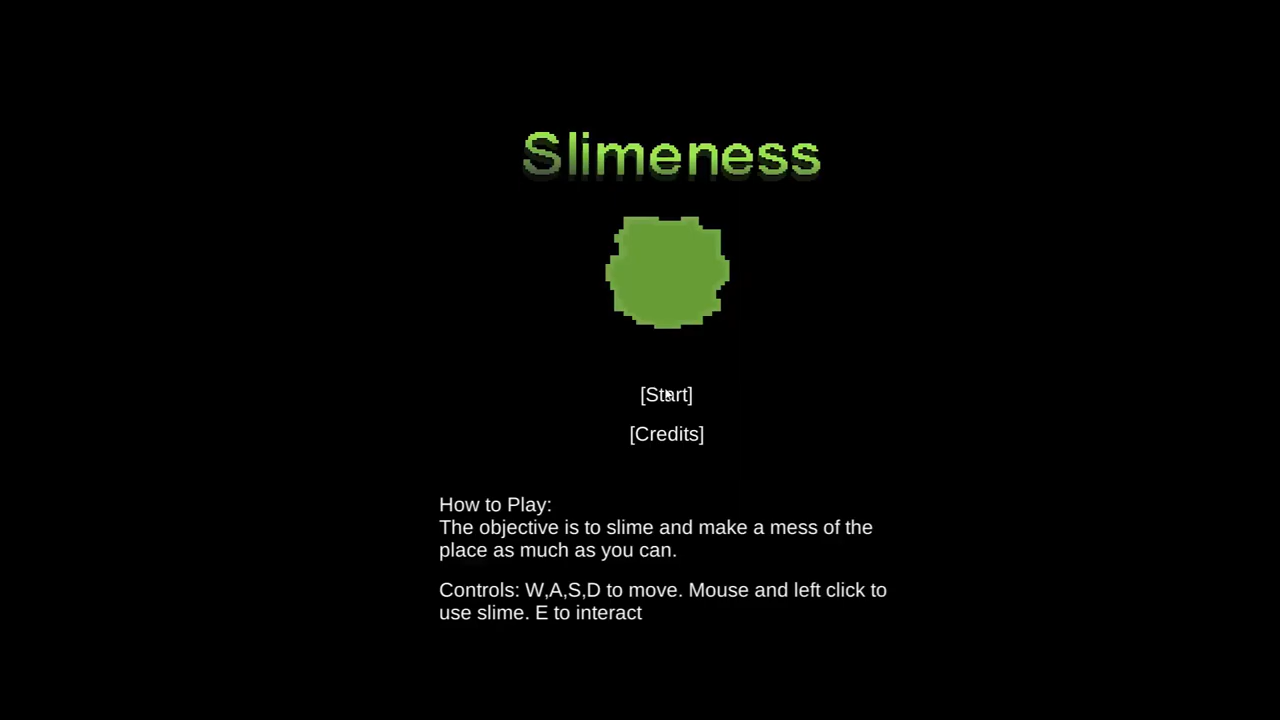 Slimeness
[Start]
[Credits]
How to Play:
The objective is to slime and make a mess of the
place as much as you can.
Controls: W,A,S,D to move. Mouse and left click to
use slime. E to interact